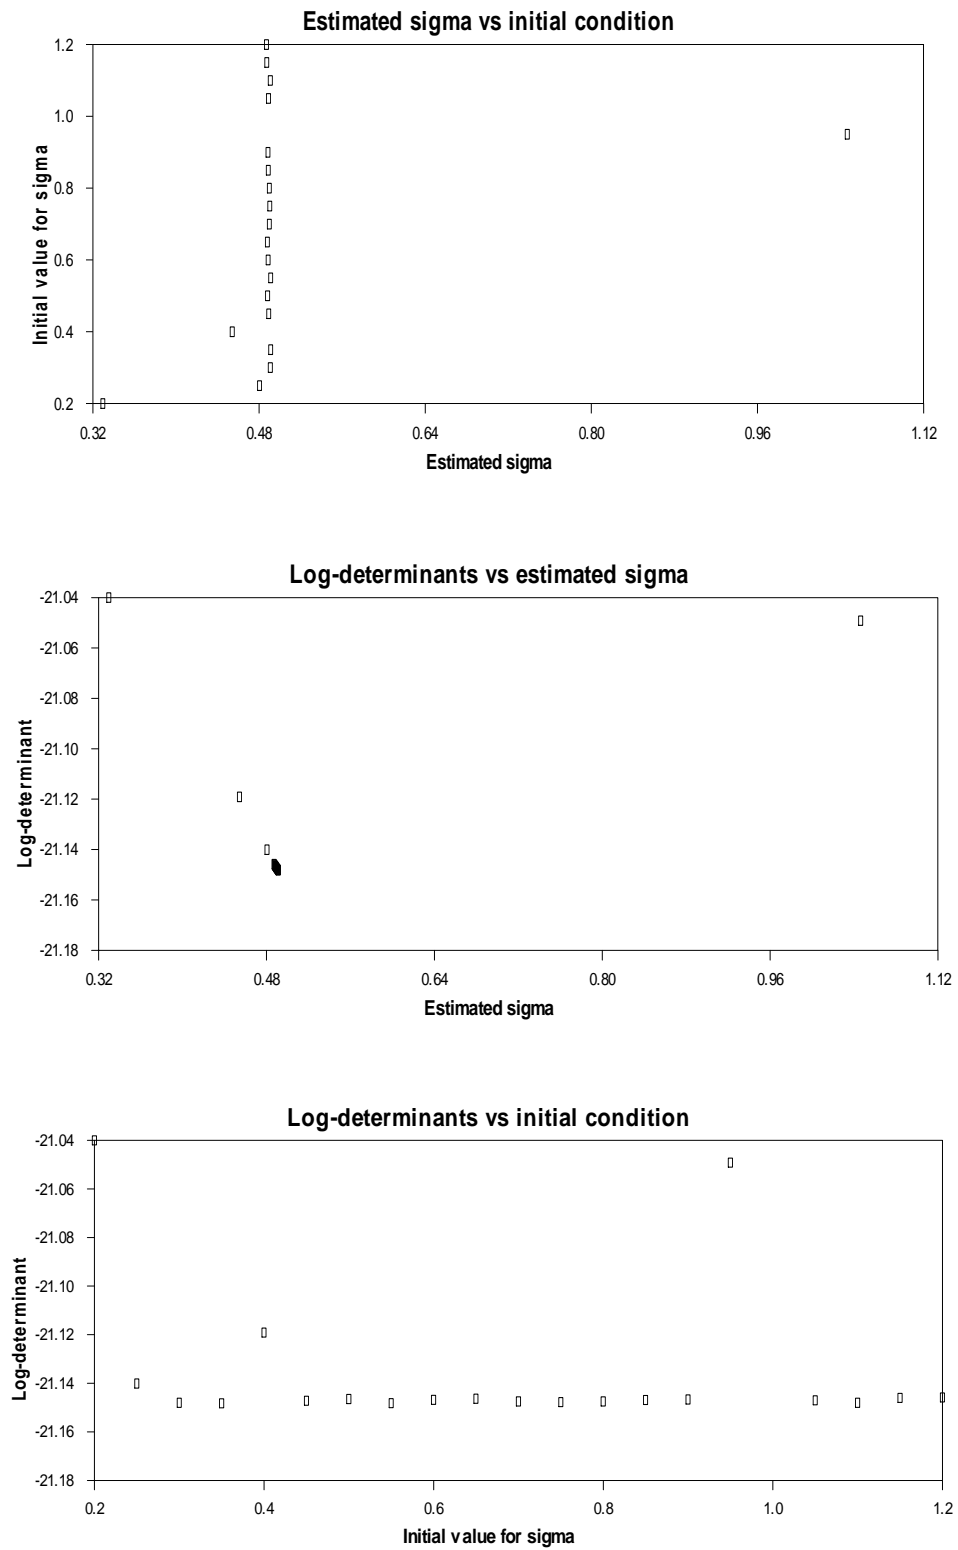 Estimated sigma vs initial condition
1.2
1.0
0.8
0.6
0.4
0.2
Initial value for sigma
0.32 0.48 0.64 0.80 0.96 1.12
Estimated sigma
Log-determinants vs estimated sigma
-21.04
-21.06
-21.08
-21.10
-21.12
-21.14
-21.16
-21.18
Log-determinant
0.32 0.48 0.64 0.80 0.96 1.12
Estimated sigma
Log-determinants vs initial condition
-21.04
-21.06
-21.08
-21.10
-21.12
-21.14
-21.16
-21.18
Log-determinant
0.2 0.4 0.6 0.8 1.0 1.2
Initial value for sigma